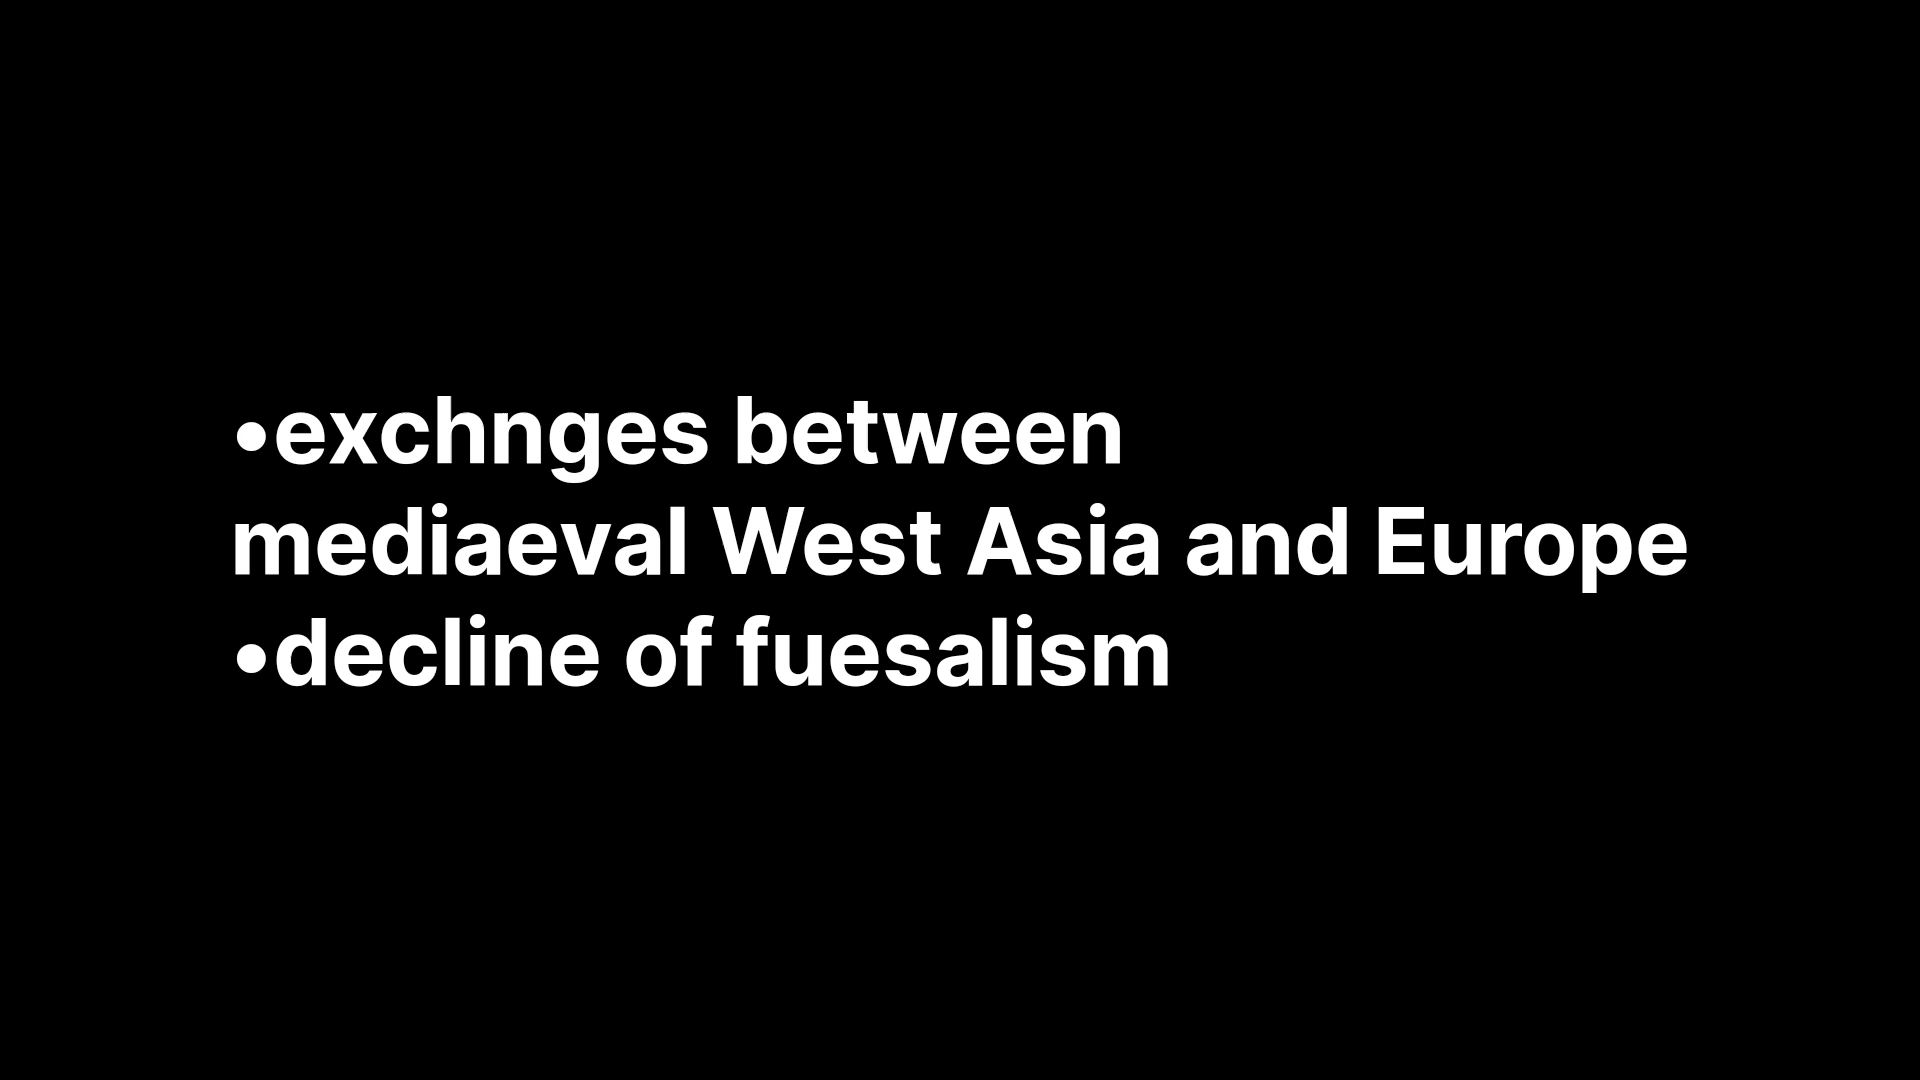 •exchnges between
mediaeval West Asia and Europe
•decline of fuesalism